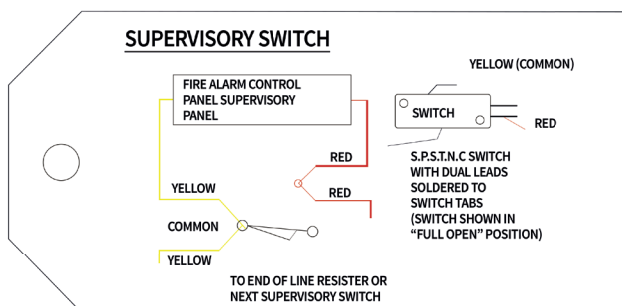 SUPERVISORY SWITCH
YELLOW (COMMON)
FIRE ALARM CONTROL
PANEL SUPERVISORY
PANEL
SWITCH
RED
S.P.S.T.N.C SWITCH
WITH DUAL LEADS
SOLDERED TO
SWITCH TABS
(SWITCH SHOWN IN
"FULL OPEN" POSITION)
RED
RED
YELLOW
COMMON
YELLOW
TO END OF LINE RESISTER OR
NEXT SUPERVISORY SWITCH